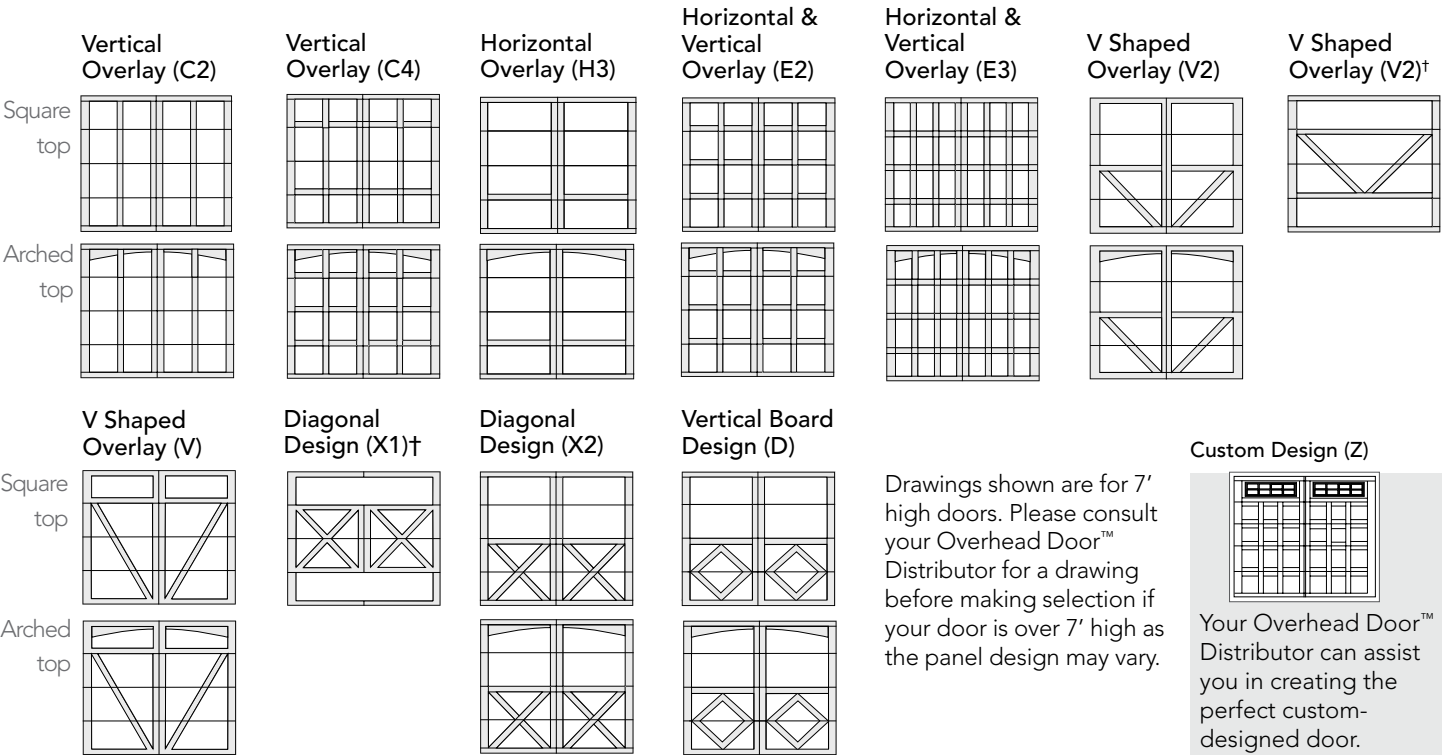 Vertical
Overlay (C2)
Vertical
Overlay (C4)
Horizontal
Overlay (H3)
Horizontal &
Vertical
Overlay (E2)
Horizontal &
Vertical
Overlay (E3)
V Shaped
Overlay (V2)
V Shaped
Overlay (V2)†
Square
top
Arched
top
V Shaped
Overlay (V)
Diagonal
Design (X1)†
Diagonal
Design (X2)
Vertical Board
Design (D)
Square
top
Arched
top
Drawings shown are for 7’
high doors. Please consult
your Overhead Door™
Distributor for a drawing
before making selection if
your door is over 7’ high as
the panel design may vary.
Custom Design (Z)
Your Overhead Door™
Distributor can assist
you in creating the
perfect custom-
designed door.